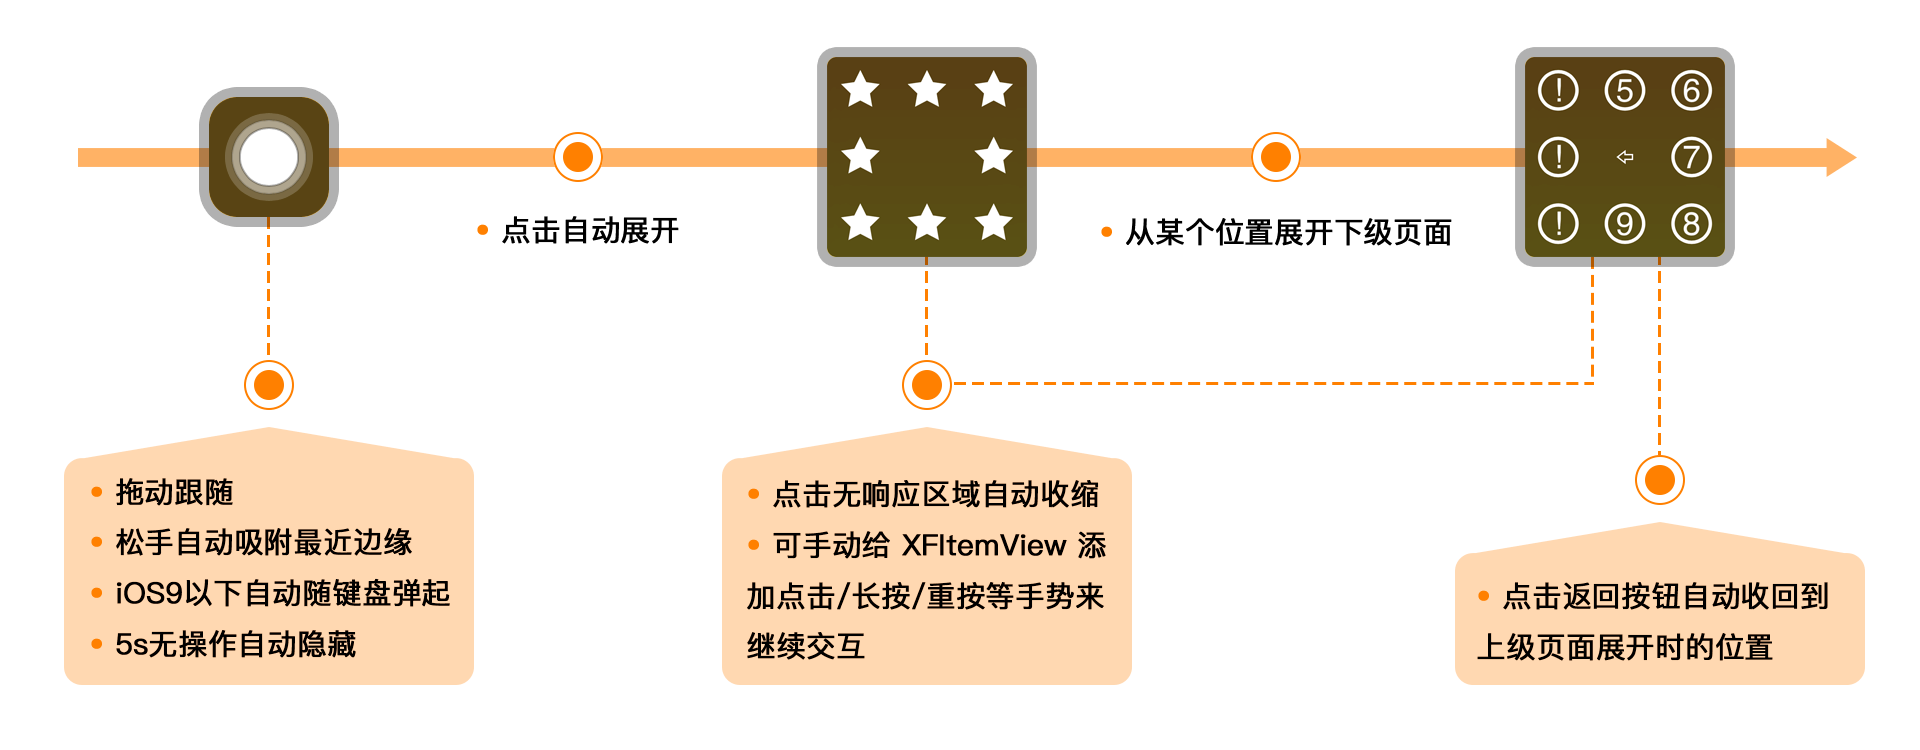 ! 5 6
! 7
! 9 8
• 点击自动展开
• 从某个位置展开下级页面
• 拖动跟随
• 松手自动吸附最近边缘
• iOS9以下自动随键盘弹起
• 5s无操作自动隐藏
• 点击无响应区域自动收缩
• 可手动给 XFItemView 添
加点击/长按/重按等手势来
继续交互
• 点击返回按钮自动收回到
上级页面展开时的位置